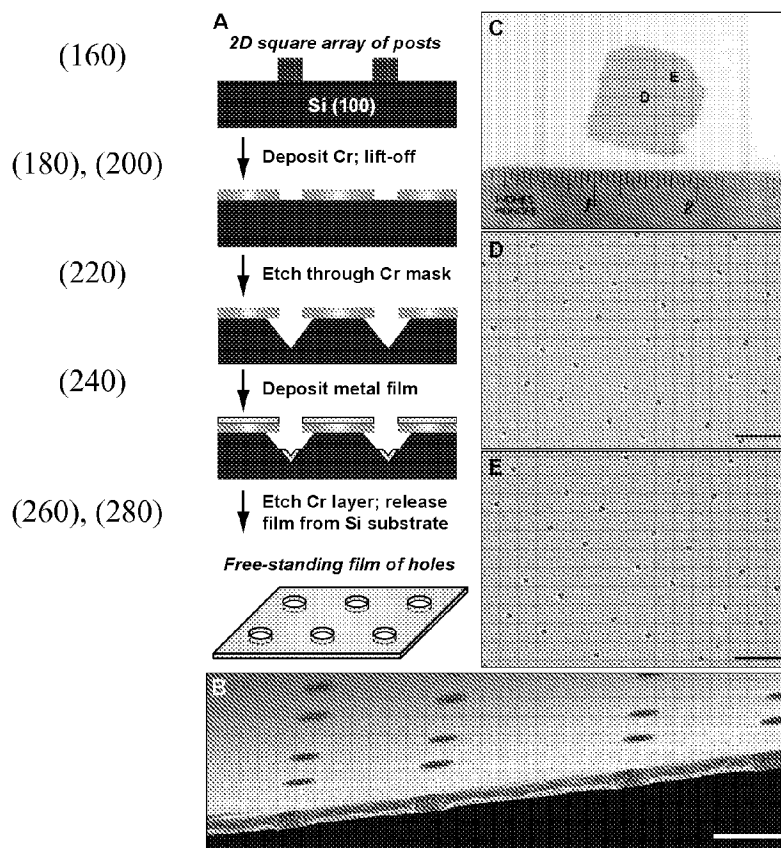 (160)
(180), (200)
(220)
(240)
(260), (280)
A
2D square array of posts
Si (100)
Deposit Cr; lift-off
Etch through Cr mask
Deposit metal film
Etch Cr layer; release
film from Si substrate
Free-standing film of holes
B
C
E
D
D
E